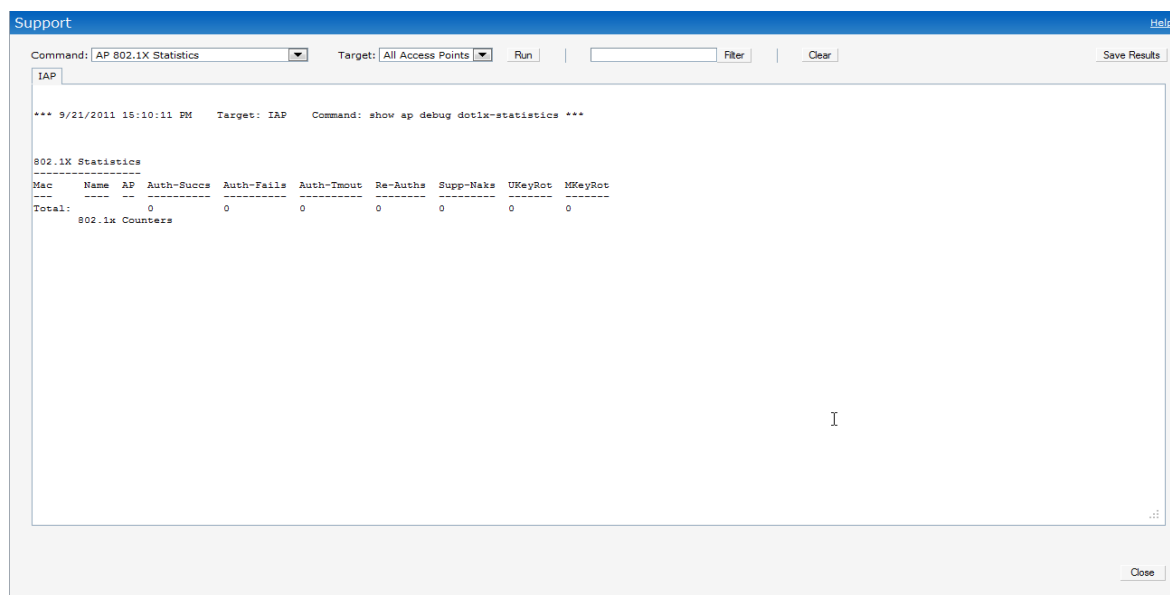 Support Help
Command: AP 802.1X Statistics Target: All Access Points Run Filter Clear Save Results
IAP
*** 9/21/2011 15:10:11 PM Target: IAP Command: show ap debug dot1x-statistics ***
802.1X Statistics
-----------------
Mac Name AP Auth-Succs Auth-Fails Auth-Tmout Re-Auths Supp-Naks UKeyRot MKeyRot
--- ---- -- ---------- ---------- ---------- -------- --------- ------- -------
Total: 0 0 0 0 0 0 0
802.1x Counters
Close